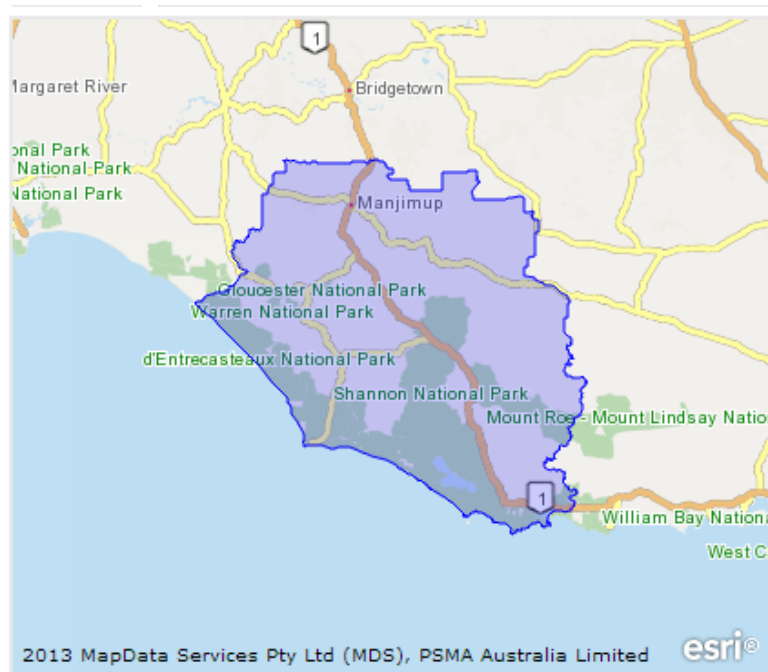 1
Margaret River
Bridgetown
onal Park
National Park
National Park
Manjimup
Gloucester National Park
Warren National Park
d'Entrecasteaux National Park
Shannon National Park
Mount Roe - Mount Lindsay Natio
1
William Bay Nationa
West C
2013 MapData Services Pty Ltd (MDS), PSMA Australia Limited
esri®